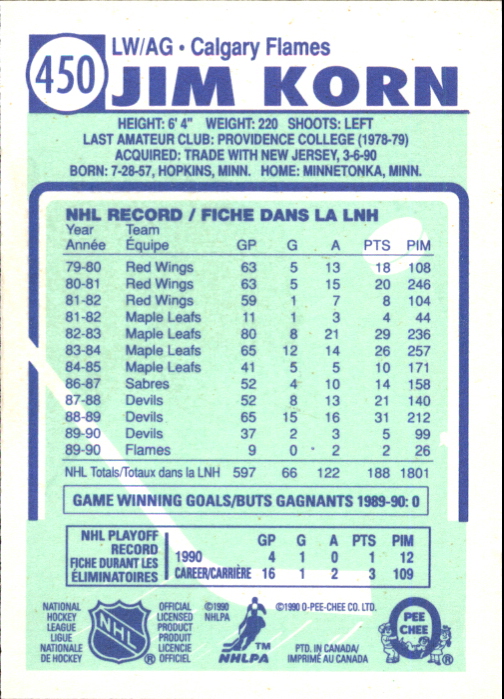 450
LW/AG • Calgary Flames
JIM KORN
HEIGHT: 6' 4" WEIGHT: 220 SHOOTS: LEFT
LAST AMATEUR CLUB: PROVIDENCE COLLEGE (1978-79)
ACQUIRED: TRADE WITH NEW JERSEY, 3-6-90
BORN: 7-28-57, HOPKINS, MINN. HOME: MINNETONKA, MINN.
NHL RECORD / FICHE DANS LA LNH
Year Team
Année Équipe GP G A PTS PIM
79-80 Red Wings 63 5 13 18 108
80-81 Red Wings 63 5 15 20 246
81-82 Red Wings 59 1 7 8 104
81-82 Maple Leafs 11 1 3 4 44
82-83 Maple Leafs 80 8 21 29 236
83-84 Maple Leafs 65 12 14 26 257
84-85 Maple Leafs 41 5 5 10 171
86-87 Sabres 52 4 10 14 158
87-88 Devils 52 8 13 21 140
88-89 Devils 65 15 16 31 212
89-90 Devils 37 2 3 5 99
89-90 Flames 9 0 2 2 26
NHL Totals/Totaux dans la LNH 597 66 122 188 1801
GAME WINNING GOALS/BUTS GAGNANTS 1989-90: 0
NHL PLAYOFF
RECORD
FICHE DURANT LES
ÉLIMINATOIRES
GP G A PTS PIM
1990 4 1 0 1 12
CAREER/CARRIÈRE 16 1 2 3 109
NATIONAL
HOCKEY
LEAGUE
LIGUE
NATIONALE
DE HOCKEY
NHL
®
OFFICIAL
LICENSED
PRODUCT
PRODUIT
LICENCIÉ
OFFICIEL
©1990
NHLPA
TM
NHLPA
©1990 O-PEE-CHEE CO. LTD.
PTD. IN CANADA/
IMPRIMÉ AU CANADA
O
PEE
CHEE
®